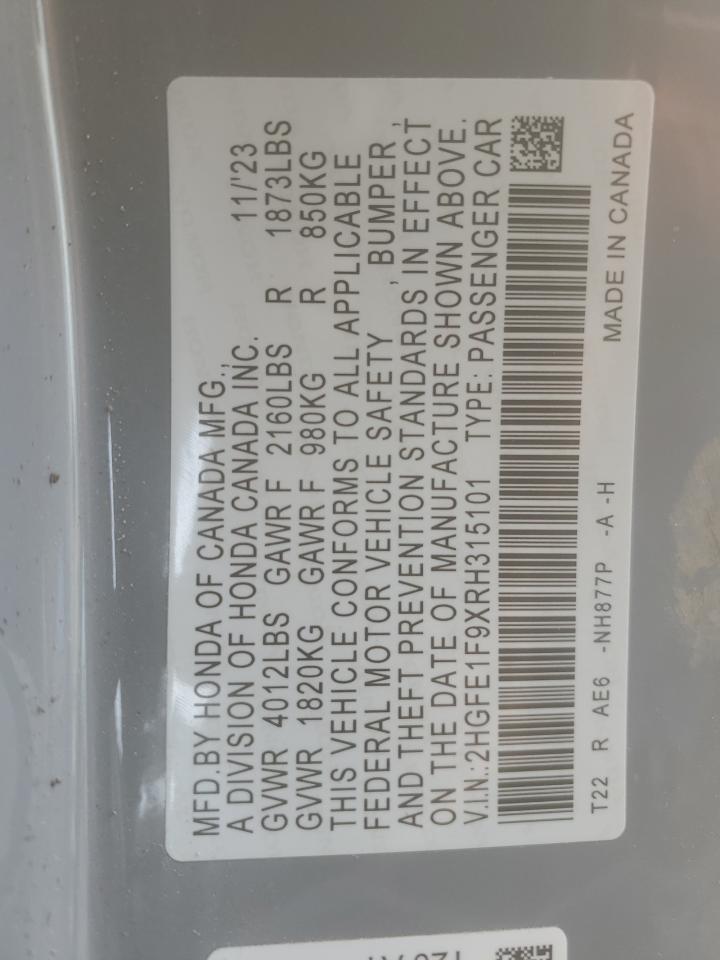 MFD.BY HONDA OF CANADA MFG.,
A DIVISION OF HONDA CANADA INC. 11/'23
GVWR 4012LBS GAWR F 2160LBS R 1873LBS
GVWR 1820KG GAWR F 980KG R 850KG
THIS VEHICLE CONFORMS TO ALL APPLICABLE
FEDERAL MOTOR VEHICLE SAFETY , BUMPER ,
AND THEFT PREVENTION STANDARDS IN EFFECT
ON THE DATE OF MANUFACTURE SHOWN ABOVE.
V.I.N.:2HGFE1F9XRH315101 TYPE: PASSENGER CAR
T22 R AE6 -NH877P -A -H MADE IN CANADA